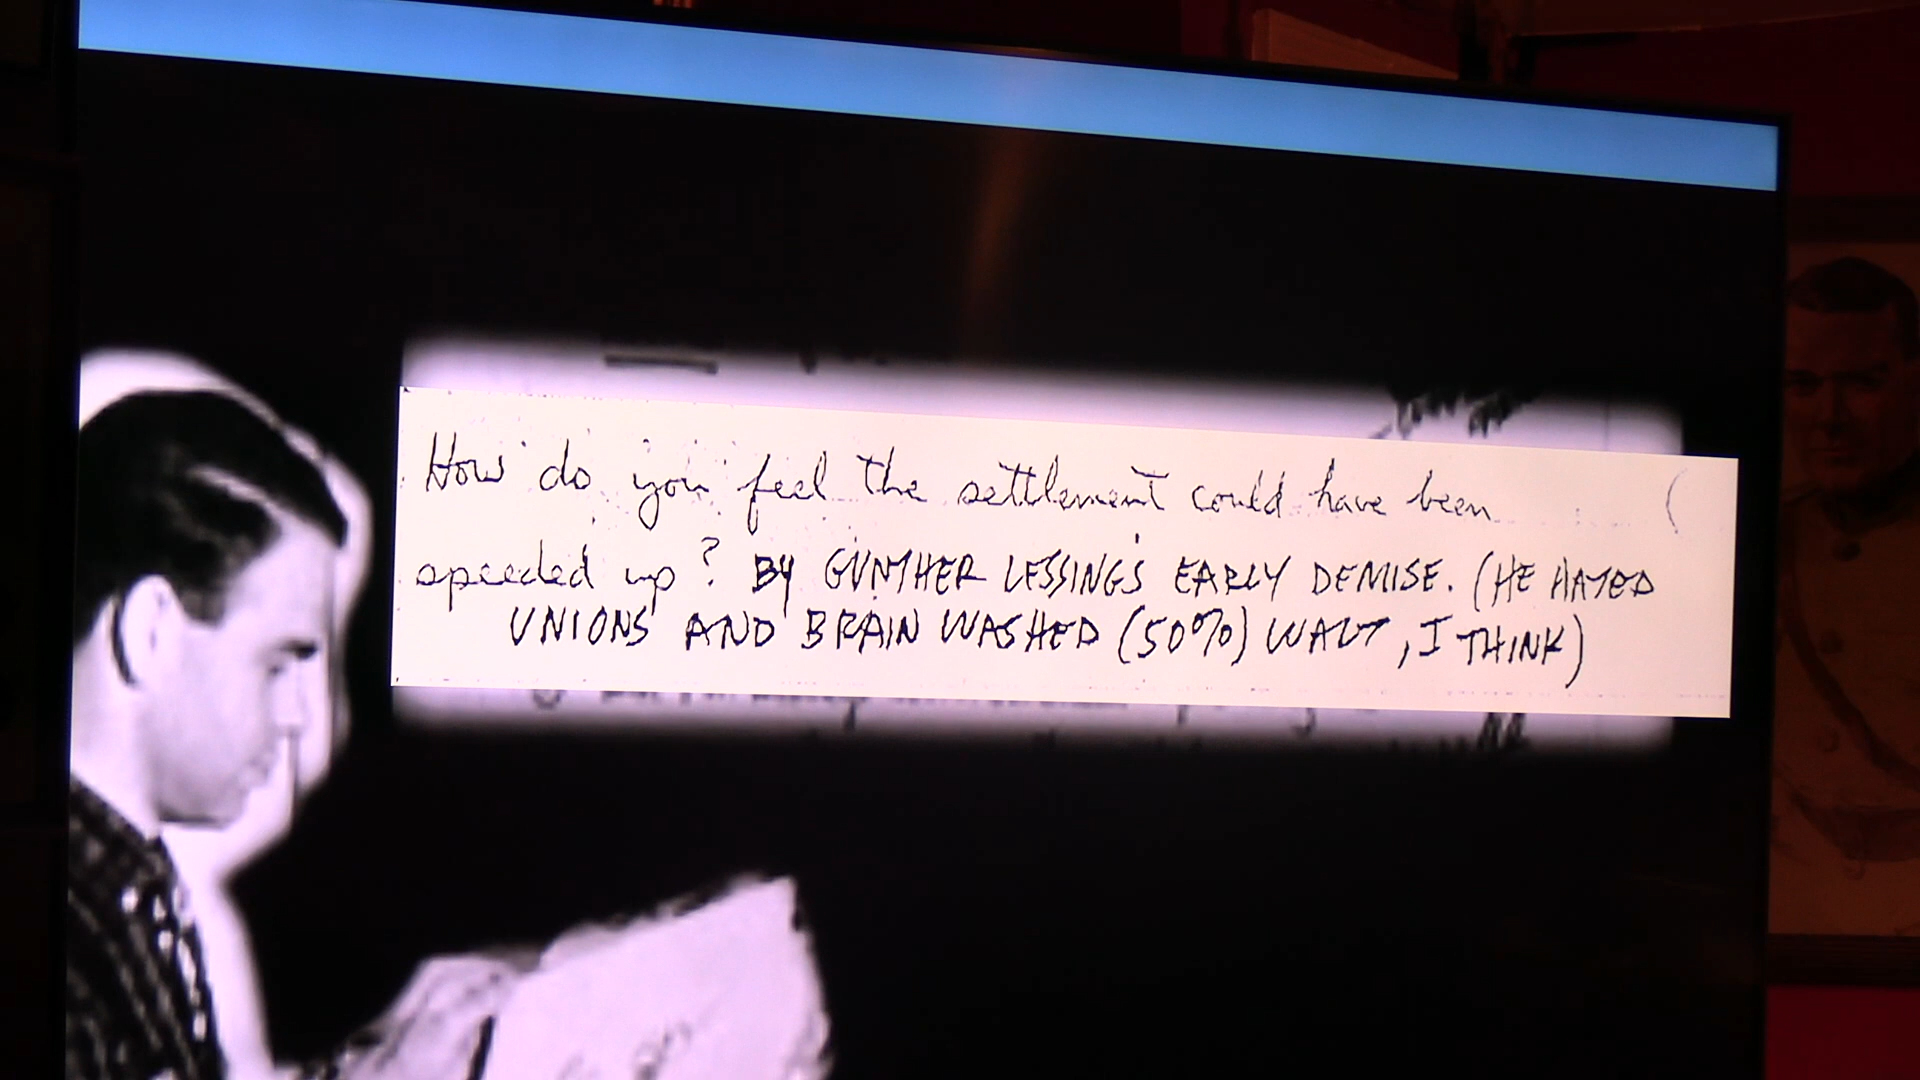 How do you feel the settlement could have been
speeded up? BY GUNTHER LESSING'S EARLY DEMISE. (HE HATED
UNIONS AND BRAIN WASHED (50%) WALT, I THINK)